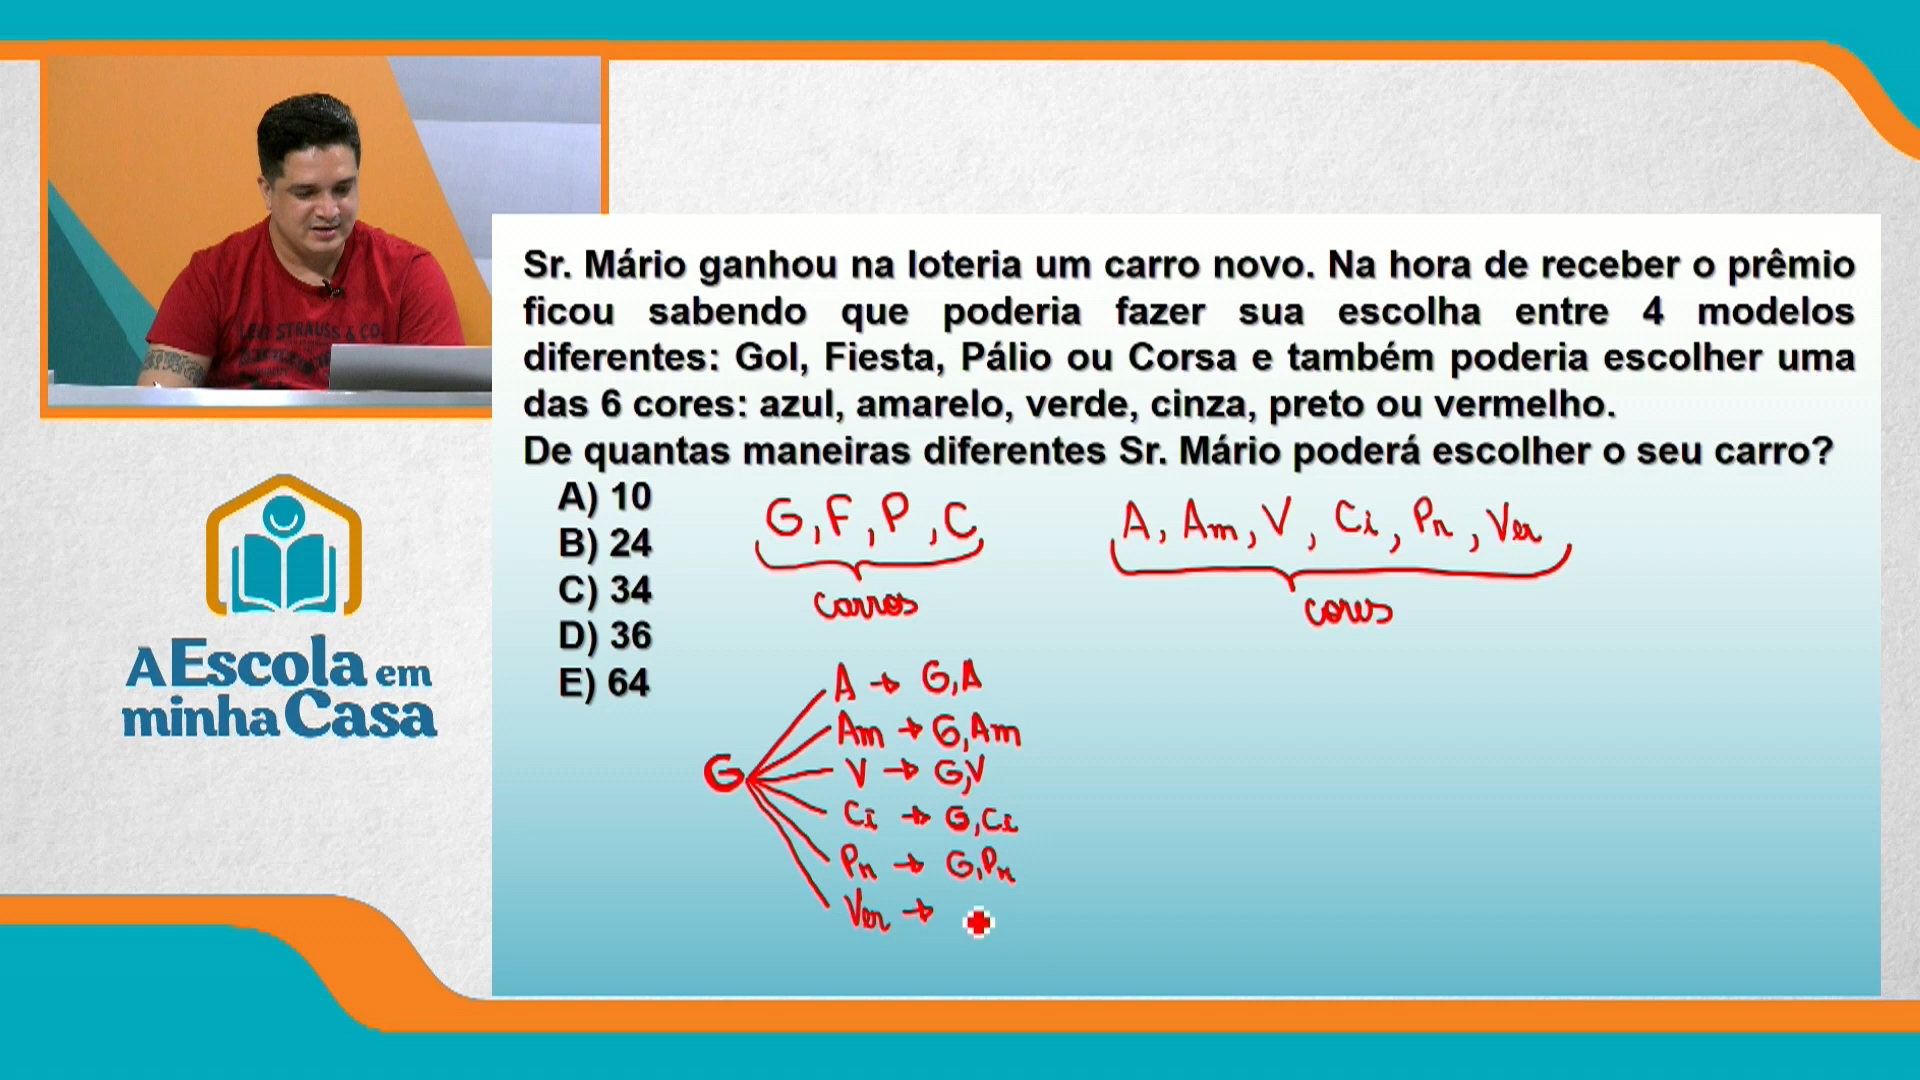 LEVI STRAUSS & CO.
Sr. Mário ganhou na loteria um carro novo. Na hora de receber o prêmio
ficou sabendo que poderia fazer sua escolha entre 4 modelos
diferentes: Gol, Fiesta, Pálio ou Corsa e também poderia escolher uma
das 6 cores: azul, amarelo, verde, cinza, preto ou vermelho.
De quantas maneiras diferentes Sr. Mário poderá escolher o seu carro?
A) 10
B) 24
C) 34
D) 36
E) 64
G, F, P, C
carros
A, Am, V, Ci, Pr, Ver
cores
G
A → G,A
Am → G,Am
V → G,V
Ci → G,Ci
Pr → G,Pr
Ver →
A Escola em
minha Casa